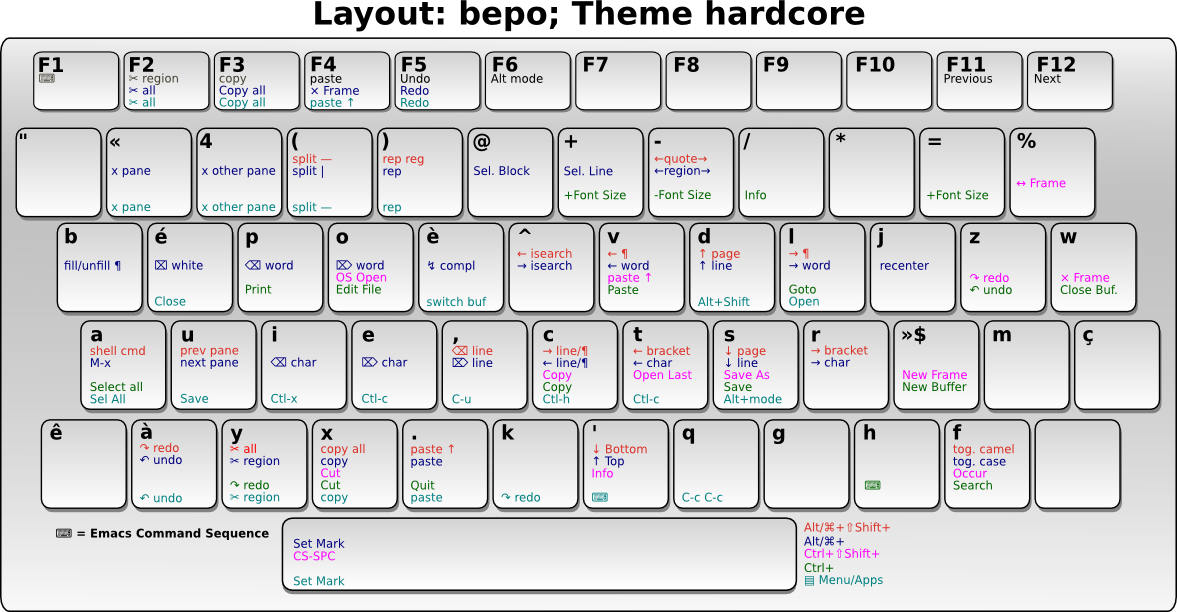 Layout: bepo; Theme hardcore
F1
⌨
F2
✂ region
✂ all
✂ all
F3
copy
Copy all
Copy all
F4
paste
× Frame
paste ↑
F5
Undo
Redo
Redo
F6
Alt mode
F7
F8
F9
F10
F11
Previous
F12
Next
"
«
x pane
x pane
4
x other pane
x other pane
(
split —
split |
split —
)
rep reg
rep
rep
@
Sel. Block
+
Sel. Line
+Font Size
-
←quote→
←region→
-Font Size
/
Info
*
=
+Font Size
%
↔ Frame
b
fill/unfill ¶
é
⌧ white
Close
p
⌫ word
Print
o
⌦ word
OS Open
Edit File
è
↯ compl
switch buf
^
← isearch
→ isearch
v
← ¶
← word
paste ↑
Paste
d
↑ page
↑ line
Alt+Shift
l
→ ¶
→ word
Goto
Open
j
recenter
z
↷ redo
↶ undo
w
× Frame
Close Buf.
a
shell cmd
M-x
Select all
Sel All
u
prev pane
next pane
Save
i
⌫ char
Ctl-x
e
⌦ char
Ctl-c
,
⌫ line
⌦ line
C-u
c
→ line/¶
← line/¶
Copy
Copy
Ctl-h
t
← bracket
← char
Open Last
Ctl-c
s
↓ page
↓ line
Save As
Save
Alt+mode
r
→ bracket
→ char
»$
New Frame
New Buffer
m
ç
ê
à
↷ redo
↶ undo
↶ undo
y
✂ all
✂ region
↷ redo
✂ region
x
copy all
copy
Cut
Cut
copy
.
paste ↑
paste
Quit
paste
k
↷ redo
'
↓ Bottom
↑ Top
Info
⌨
q
C-c C-c
g
h
⌨
f
tog. camel
tog. case
Occur
Search
⌨ = Emacs Command Sequence
Set Mark
CS-SPC
Set Mark
Alt/⌘+⇧Shift+
Alt/⌘+
Ctrl+⇧Shift+
Ctrl+
▤ Menu/Apps